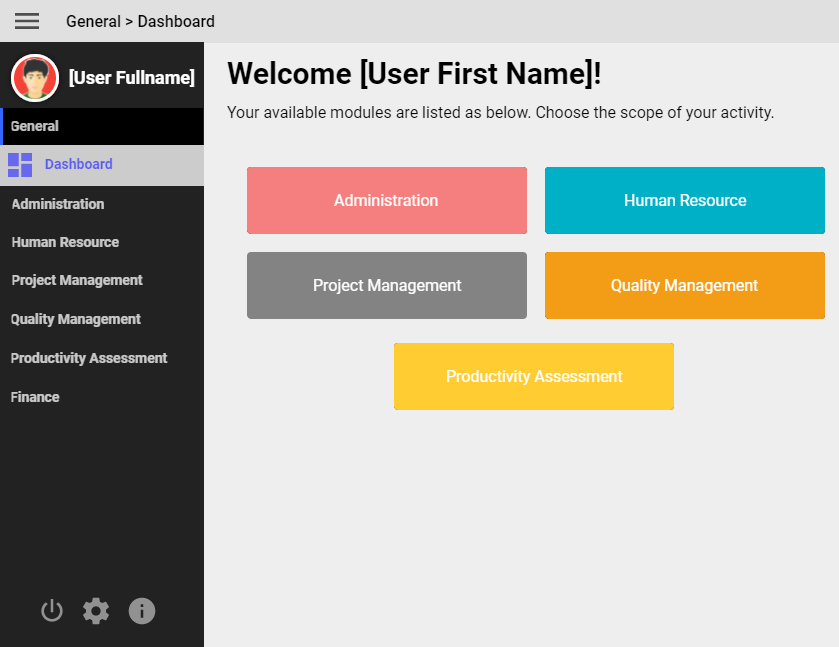 General > Dashboard
[User Fullname]
General
Dashboard
Administration
Human Resource
Project Management
Quality Management
Productivity Assessment
Finance
Welcome [User First Name]!
Your available modules are listed as below. Choose the scope of your activity.
Administration
Human Resource
Project Management
Quality Management
Productivity Assessment